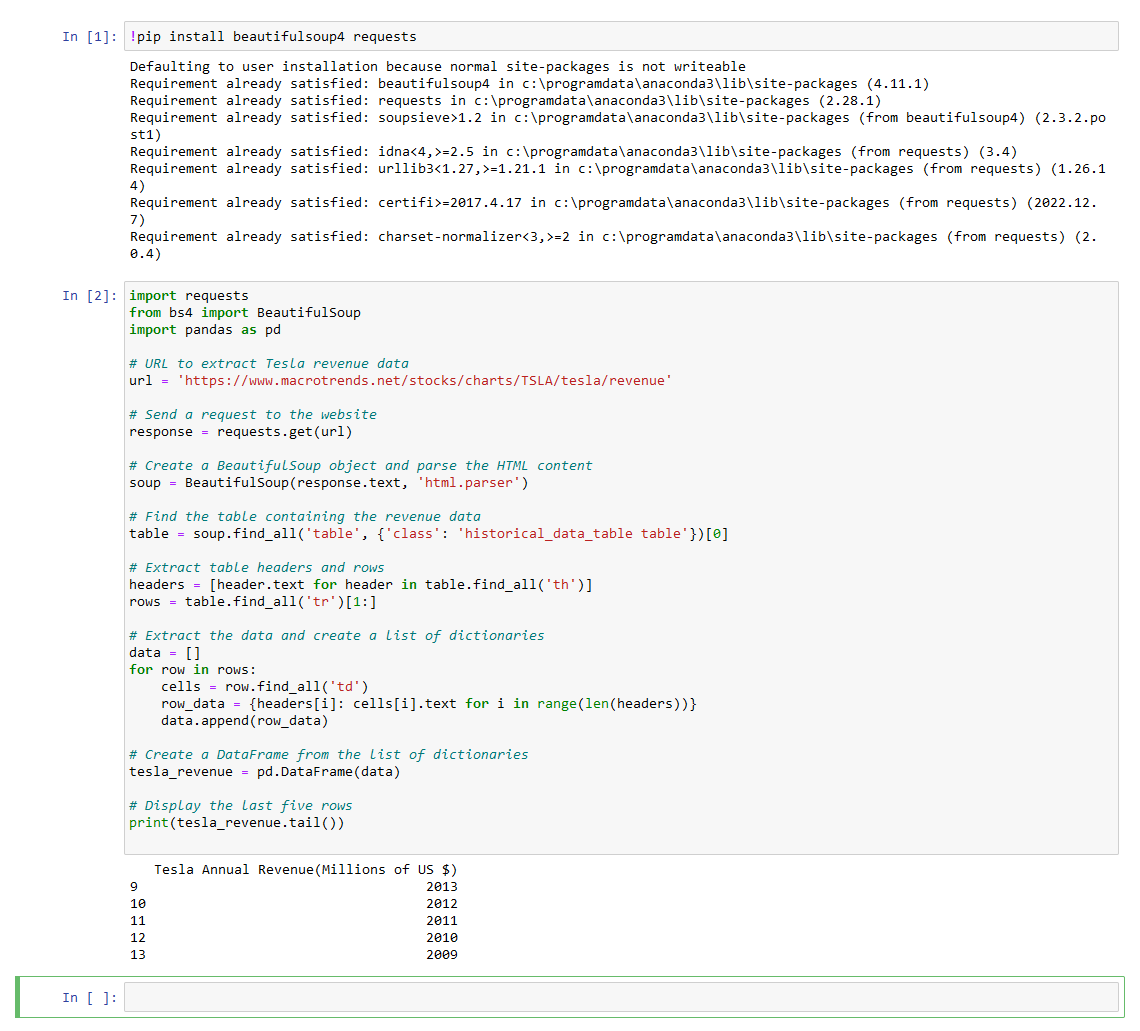 In [1]: !pip install beautifulsoup4 requests
Defaulting to user installation because normal site-packages is not writeable
Requirement already satisfied: beautifulsoup4 in c:\programdata\anaconda3\lib\site-packages (4.11.1)
Requirement already satisfied: requests in c:\programdata\anaconda3\lib\site-packages (2.28.1)
Requirement already satisfied: soupsieve>1.2 in c:\programdata\anaconda3\lib\site-packages (from beautifulsoup4) (2.3.2.po
st1)
Requirement already satisfied: idna<4,>=2.5 in c:\programdata\anaconda3\lib\site-packages (from requests) (3.4)
Requirement already satisfied: urllib3<1.27,>=1.21.1 in c:\programdata\anaconda3\lib\site-packages (from requests) (1.26.1
4)
Requirement already satisfied: certifi>=2017.4.17 in c:\programdata\anaconda3\lib\site-packages (from requests) (2022.12.
7)
Requirement already satisfied: charset-normalizer<3,>=2 in c:\programdata\anaconda3\lib\site-packages (from requests) (2.
0.4)
In [2]: import requests
from bs4 import BeautifulSoup
import pandas as pd

# URL to extract Tesla revenue data
url = 'https://www.macrotrends.net/stocks/charts/TSLA/tesla/revenue'

# Send a request to the website
response = requests.get(url)

# Create a BeautifulSoup object and parse the HTML content
soup = BeautifulSoup(response.text, 'html.parser')

# Find the table containing the revenue data
table = soup.find_all('table', {'class': 'historical_data_table table'})[0]

# Extract table headers and rows
headers = [header.text for header in table.find_all('th')]
rows = table.find_all('tr')[1:]

# Extract the data and create a list of dictionaries
data = []
for row in rows:
    cells = row.find_all('td')
    row_data = {headers[i]: cells[i].text for i in range(len(headers))}
    data.append(row_data)

# Create a DataFrame from the list of dictionaries
tesla_revenue = pd.DataFrame(data)

# Display the last five rows
print(tesla_revenue.tail())

   Tesla Annual Revenue(Millions of US $)
9                                    2013
10                                   2012
11                                   2011
12                                   2010
13                                   2009
In [ ]: